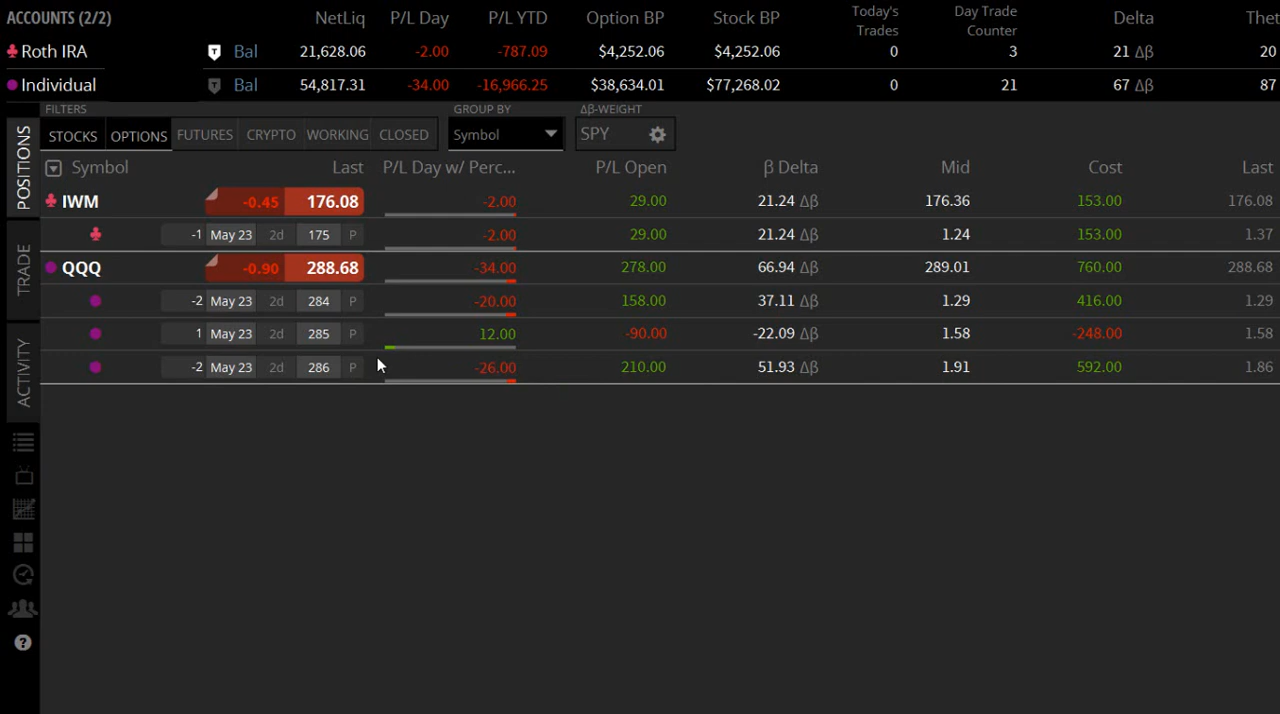 ACCOUNTS (2/2) NetLiq P/L Day P/L YTD Option BP Stock BP Today's Trades Day Trade Counter Delta Thet
Roth IRA T Bal 21,628.06 -2.00 -787.09 $4,252.06 $4,252.06 0 3 21 Δβ 20
Individual T Bal 54,817.31 -34.00 -16,966.25 $38,634.01 $77,268.02 0 21 67 Δβ 87
FILTERS GROUP BY Δβ-WEIGHT
STOCKS OPTIONS FUTURES CRYPTO WORKING CLOSED Symbol SPY
Symbol Last P/L Day w/ Perc... P/L Open β Delta Mid Cost Last
IWM -0.45 176.08 -2.00 29.00 21.24 Δβ 176.36 153.00 176.08
-1 May 23 2d 175 P -2.00 29.00 21.24 Δβ 1.24 153.00 1.37
QQQ -0.90 288.68 -34.00 278.00 66.94 Δβ 289.01 760.00 288.68
-2 May 23 2d 284 P -20.00 158.00 37.11 Δβ 1.29 416.00 1.29
1 May 23 2d 285 P 12.00 -90.00 -22.09 Δβ 1.58 -248.00 1.58
-2 May 23 2d 286 P -26.00 210.00 51.93 Δβ 1.91 592.00 1.86
POSITIONS
TRADE
ACTIVITY
?